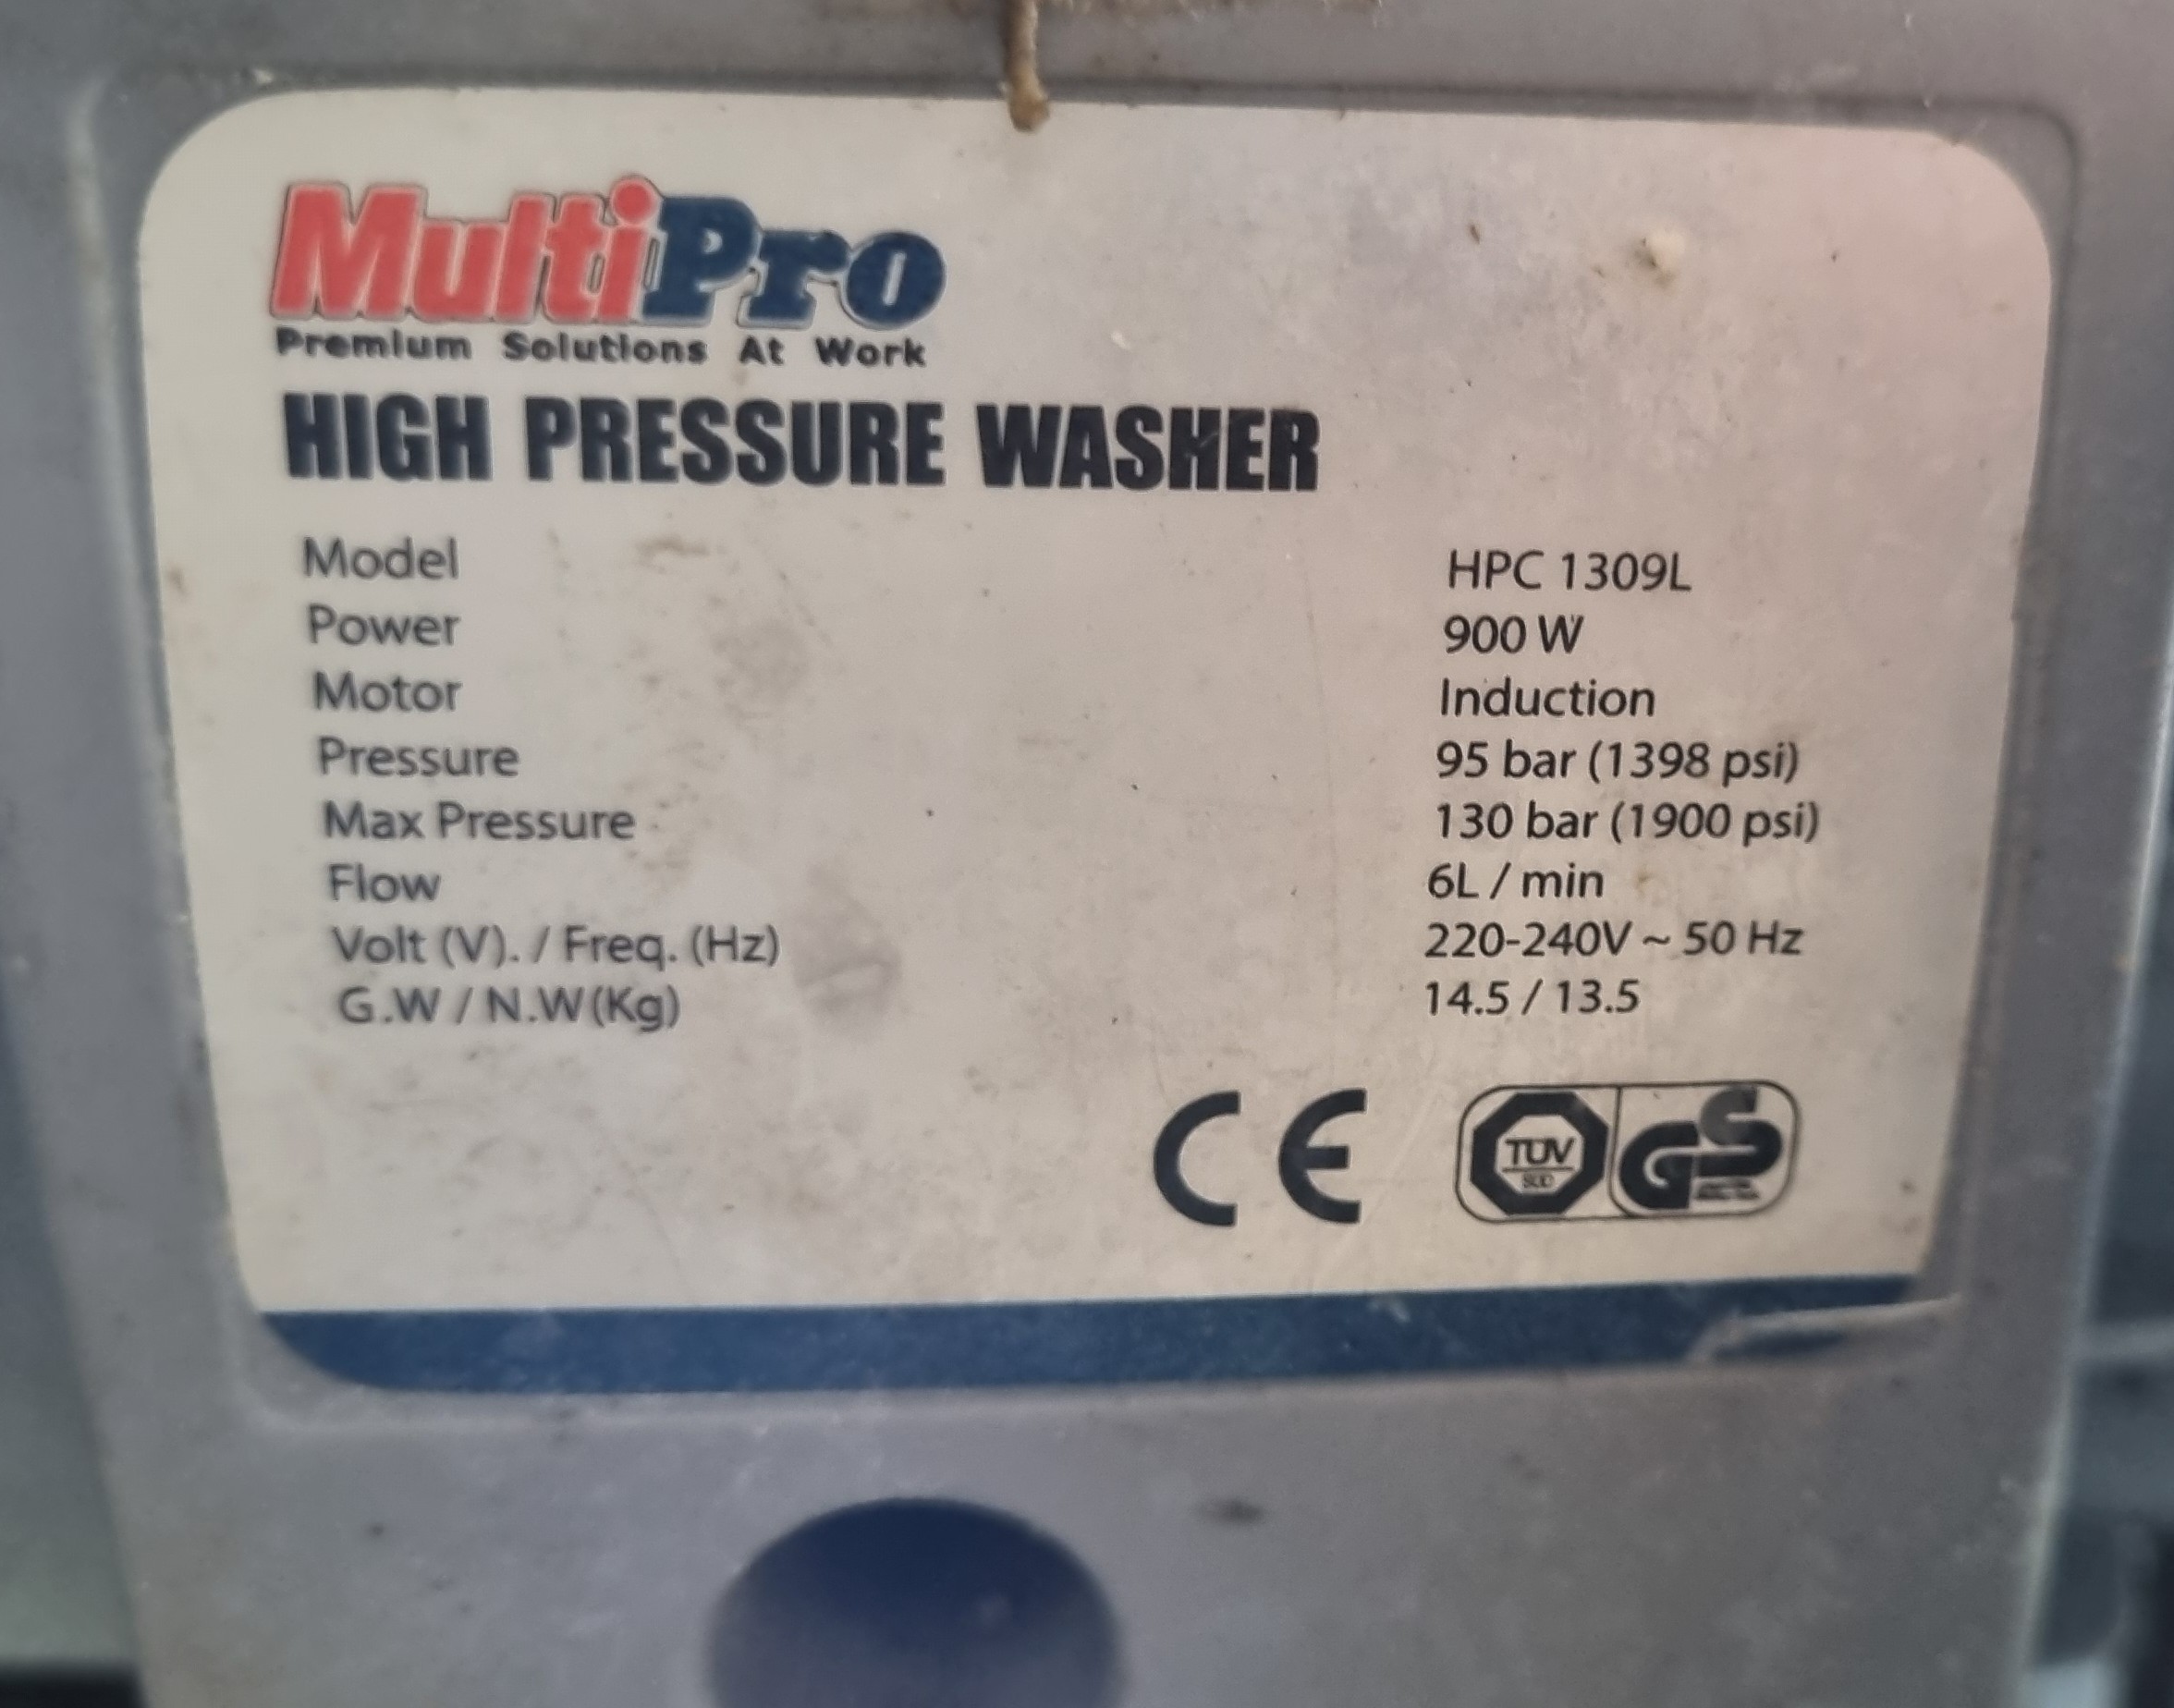 MultiPro
Premium Solutions At Work
HIGH PRESSURE WASHER
Model HPC 1309L
Power 900 W
Motor Induction
Pressure 95 bar (1398 psi)
Max Pressure 130 bar (1900 psi)
Flow 6L / min
Volt (V). / Freq. (Hz) 220-240V ~ 50 Hz
G.W / N.W(Kg) 14.5 / 13.5
CE TÜV SÜD GS